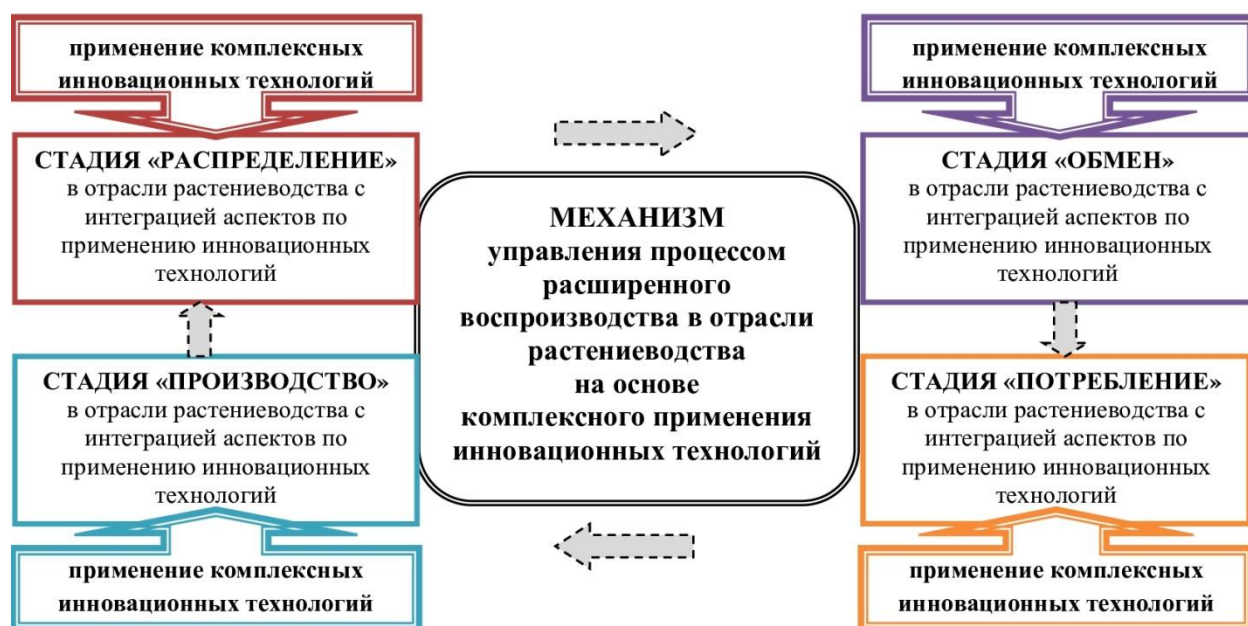 применение комплексных
инновационных технологий
СТАДИЯ «РАСПРЕДЕЛЕНИЕ»
в отрасли растениеводства с
интеграцией аспектов по
применению инновационных
технологий
СТАДИЯ «ПРОИЗВОДСТВО»
в отрасли растениеводства с
интеграцией аспектов по
применению инновационных
технологий
применение комплексных
инновационных технологий
МЕХАНИЗМ
управления процессом
расширенного
воспроизводства в отрасли
растениеводства
на основе
комплексного применения
инновационных технологий
применение комплексных
инновационных технологий
СТАДИЯ «ОБМЕН»
в отрасли растениеводства с
интеграцией аспектов по
применению инновационных
технологий
СТАДИЯ «ПОТРЕБЛЕНИЕ»
в отрасли растениеводства с
интеграцией аспектов по
применению инновационных
технологий
применение комплексных
инновационных технологий